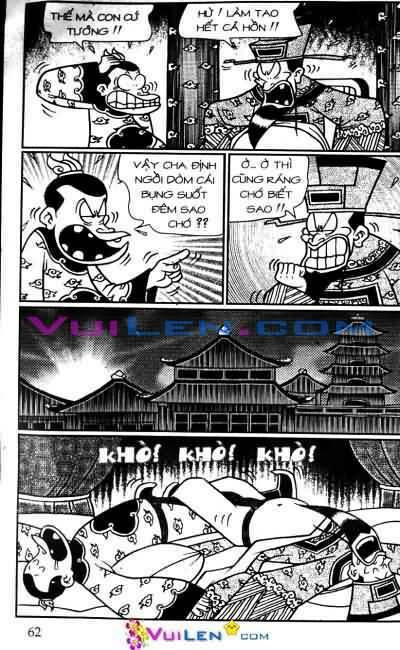 THẾ MÀ CON CỨ
TƯỞNG !!
HỪ ! LÀM TAO
HẾT CẢ HỒN !!
VẬY CHA ĐỊNH
NGỒI DÒM CÁI
BỤNG SUỐT
ĐÊM SAO
CHỚ ??
Ờ.. Ờ THÌ
CŨNG RÁNG
CHỚ BIẾT
SAO !!
VUILEN.COM
KHÒ! KHÒ! KHÒ!
62
VUILEN.COM